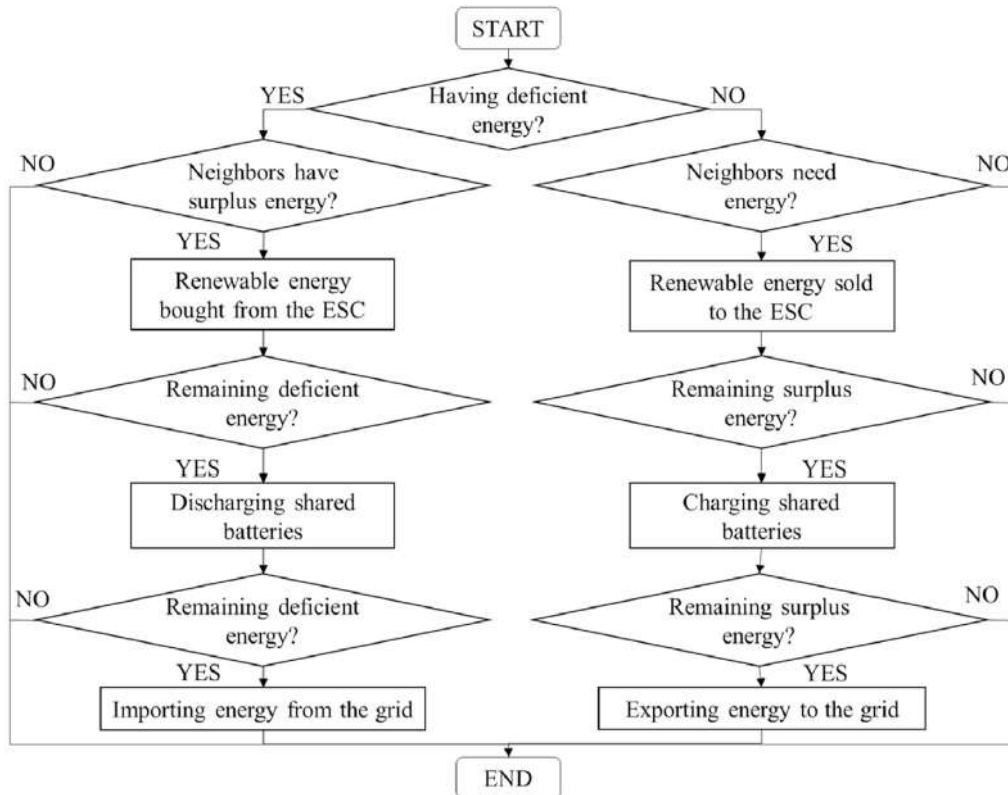 START
Having deficient
energy?
YES
NO
NO
Neighbors have
surplus energy?
Neighbors need
energy?
NO
YES
YES
Renewable energy
bought from the ESC
Renewable energy sold
to the ESC
NO
Remaining deficient
energy?
Remaining surplus
energy?
NO
YES
YES
Discharging shared
batteries
Charging shared
batteries
NO
Remaining deficient
energy?
Remaining surplus
energy?
NO
YES
YES
Importing energy from the grid
Exporting energy to the grid
END